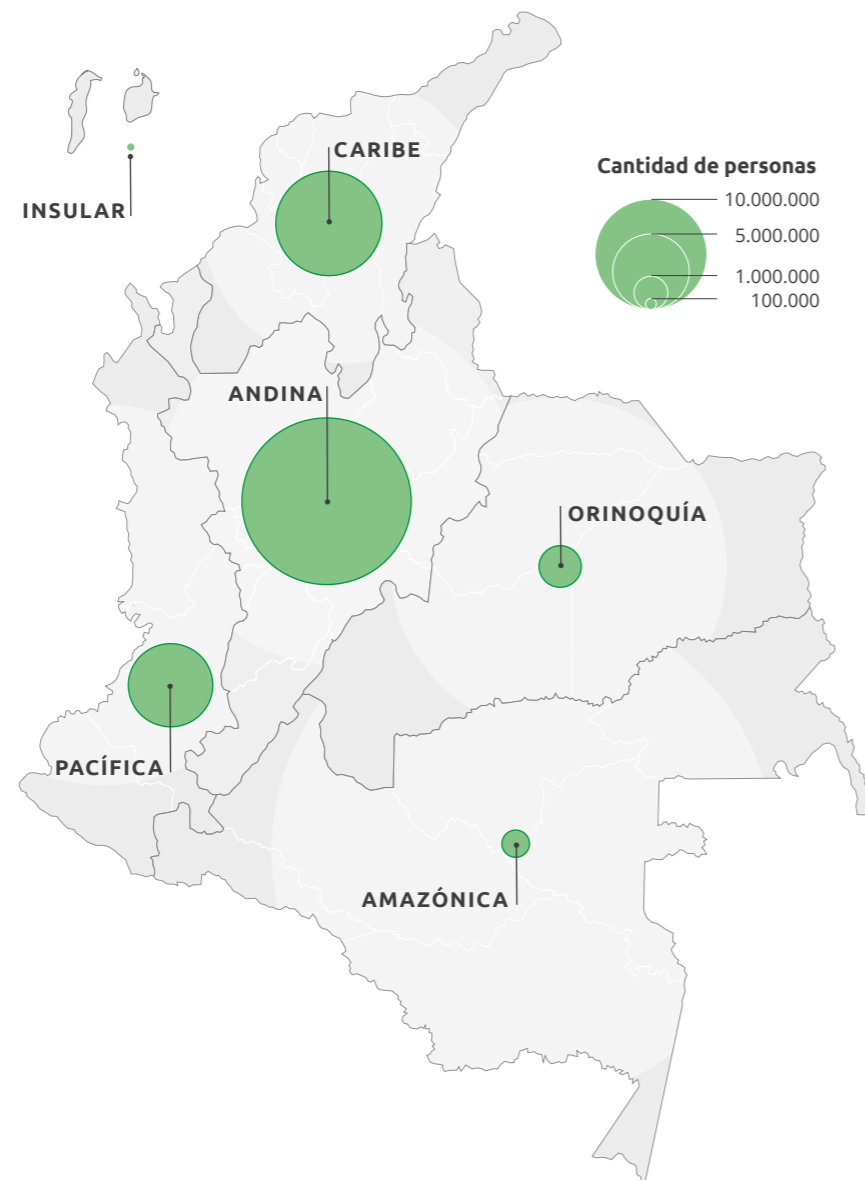 CARIBE
Cantidad de personas
10.000.000
INSULAR
5.000.000
1.000.000
100.000
ANDINA
ORINOQUÍA
PACÍFICA
AMAZÓNICA